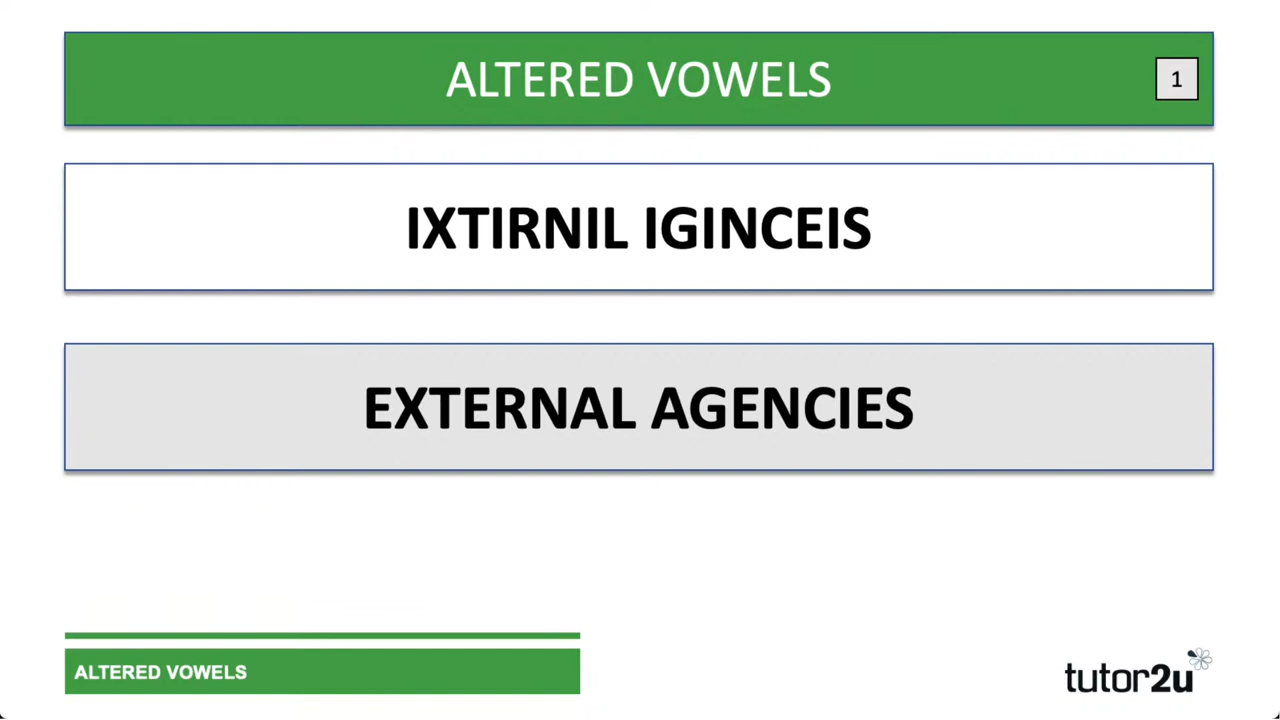 ALTERED VOWELS
1
IXTIRNIL IGINCEIS
EXTERNAL AGENCIES
ALTERED VOWELS
tutor2u